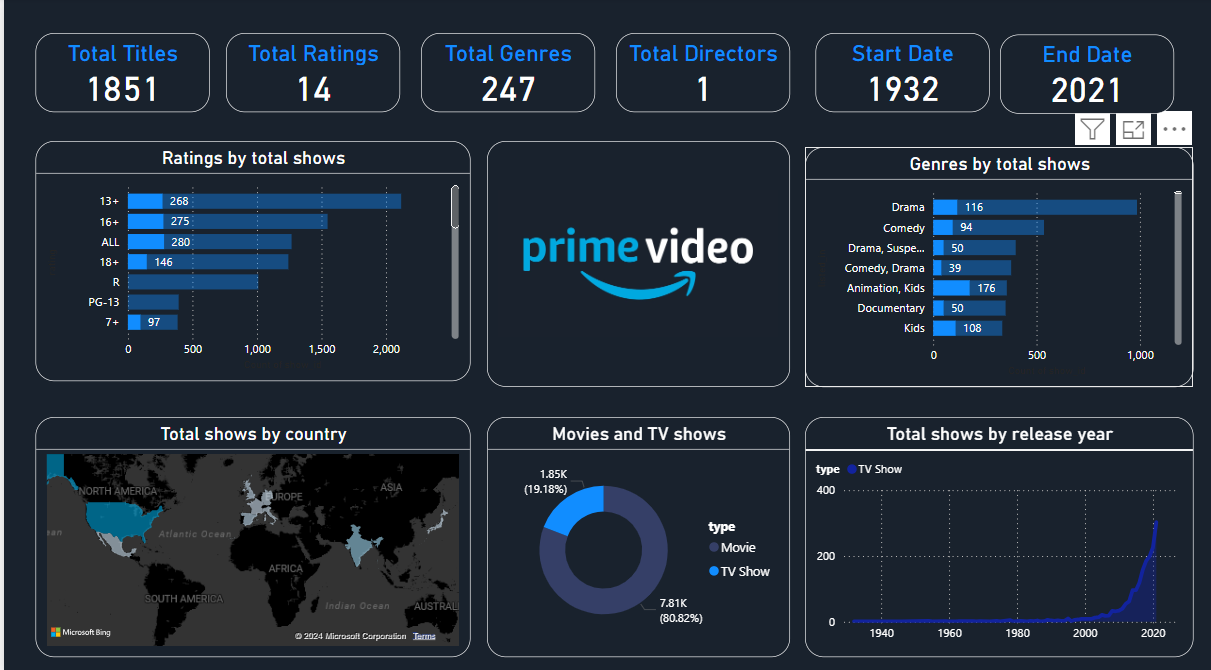 Total Titles
1851
Total Ratings
14
Total Genres
247
Total Directors
1
Start Date
1932
End Date
2021
Ratings by total shows
13+ 268
16+ 275
ALL 280
18+ 146
R
PG-13
7+ 97
0 500 1,000 1,500 2,000
prime video
Genres by total shows
Drama 116
Comedy 94
Drama, Suspe... 50
Comedy, Drama 39
Animation, Kids 176
Documentary 50
Kids 108
0 500 1,000
Total shows by country
NORTH AMERICA
EUROPE
ASIA
ean
Atlantic Ocean
AFRICA
SOUTH AMERICA
Indian Ocean
AUSTRAL
Microsoft Bing
© 2024 Microsoft Corporation Terms
Movies and TV shows
1.85K
(19.18%)
type
Movie
TV Show
7.81K
(80.82%)
Total shows by release year
type TV Show
400
200
0
1940 1960 1980 2000 2020